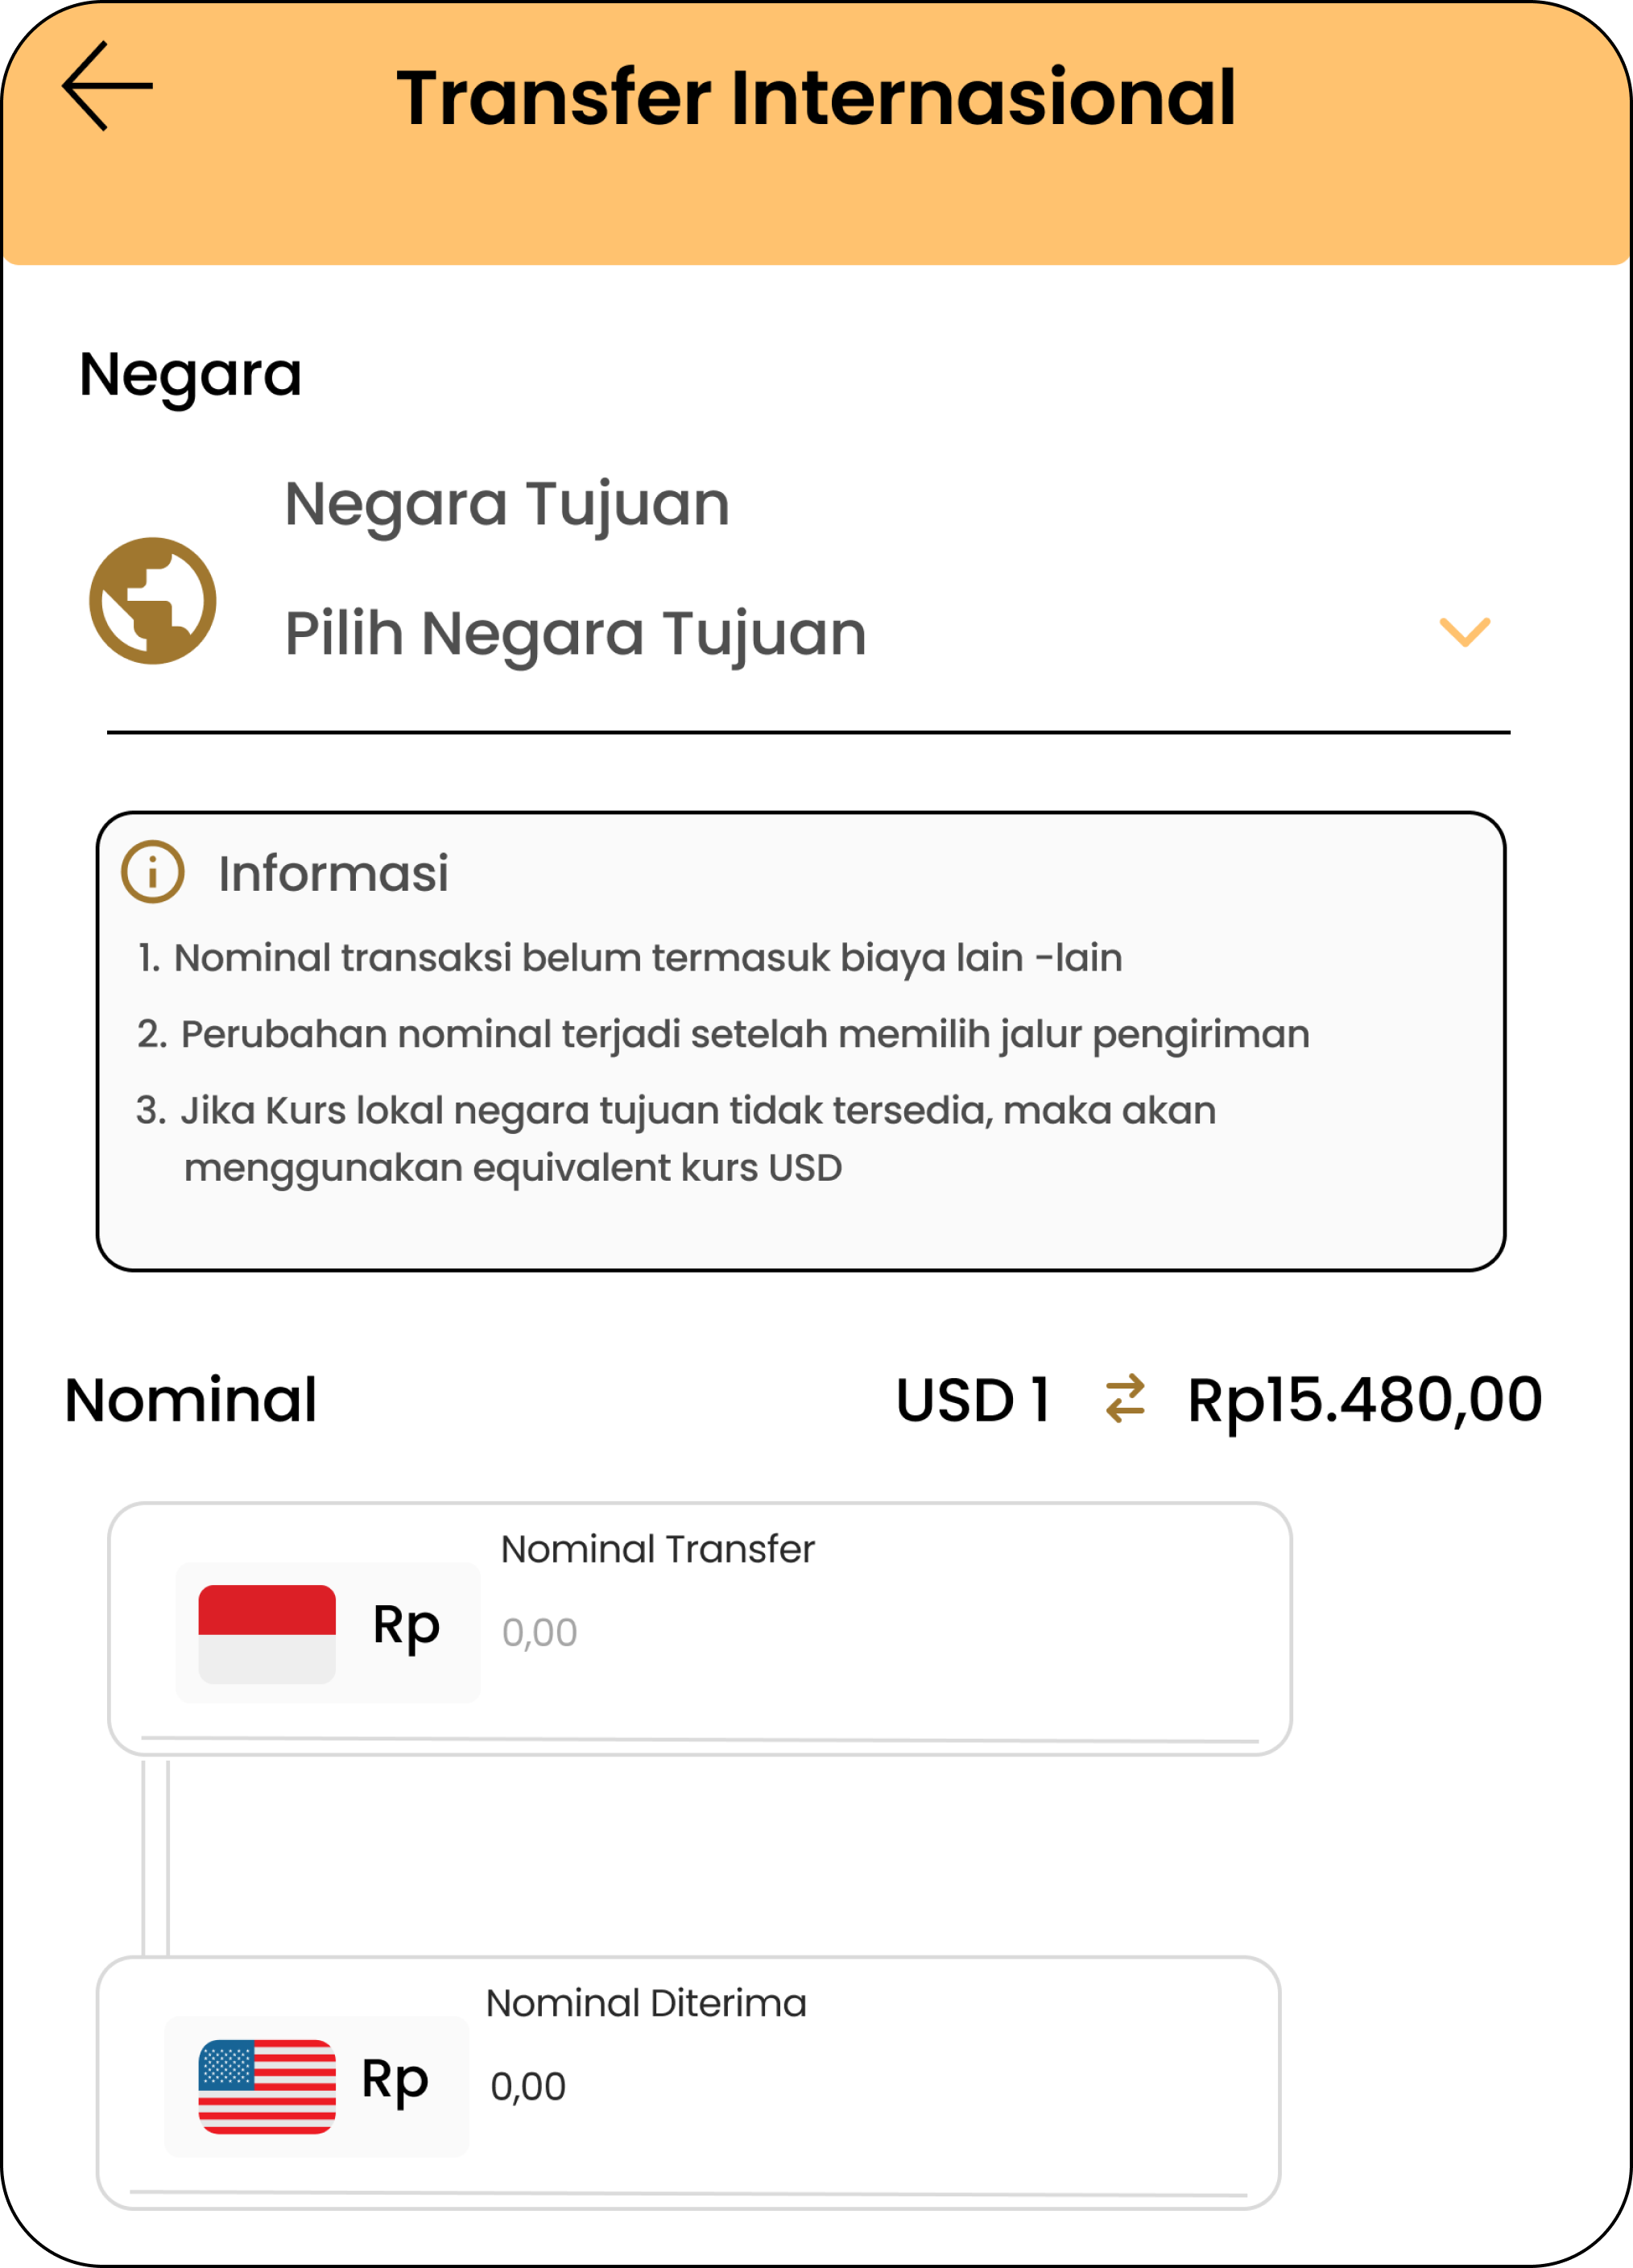 Transfer Internasional
Negara
Negara Tujuan
Pilih Negara Tujuan
Informasi
1. Nominal transaksi belum termasuk biaya lain -lain
2. Perubahan nominal terjadi setelah memilih jalur pengiriman
3. Jika Kurs lokal negara tujuan tidak tersedia, maka akan
menggunakan equivalent kurs USD
Nominal USD 1 Rp15.480,00
Nominal Transfer
Rp 0,00
Nominal Diterima
Rp 0,00